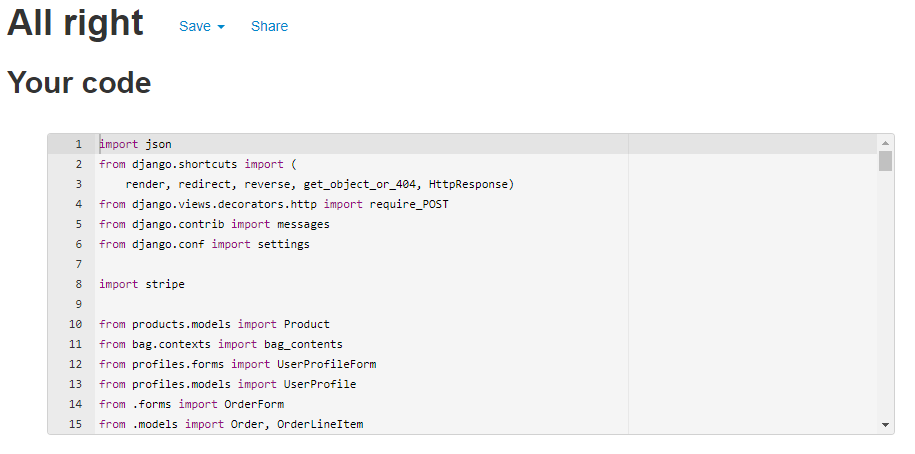 All right Save Share
Your code
1 import json
2 from django.shortcuts import (
3     render, redirect, reverse, get_object_or_404, HttpResponse)
4 from django.views.decorators.http import require_POST
5 from django.contrib import messages
6 from django.conf import settings
7
8 import stripe
9
10 from products.models import Product
11 from bag.contexts import bag_contents
12 from profiles.forms import UserProfileForm
13 from profiles.models import UserProfile
14 from .forms import OrderForm
15 from .models import Order, OrderLineItem